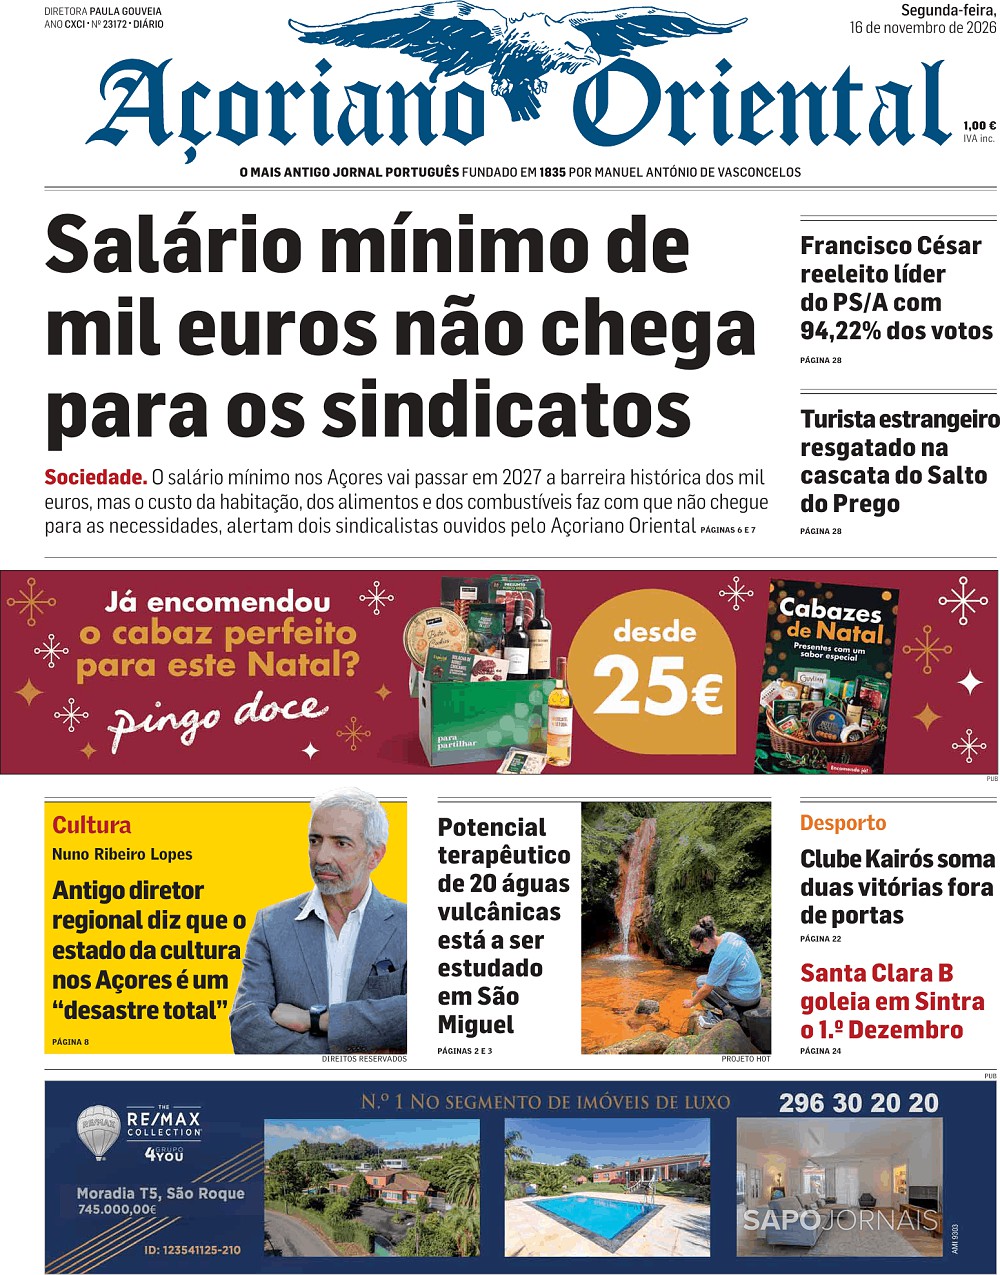 DIRETORA PAULA GOUVEIA
ANO CXCI • Nº 23172 • DIÁRIO
Segunda-feira,
16 de novembro de 2026
Açoriano Oriental
1,00 €
IVA inc.
O MAIS ANTIGO JORNAL PORTUGUÊS FUNDADO EM 1835 POR MANUEL ANTÓNIO DE VASCONCELOS
Salário mínimo de
mil euros não chega
para os sindicatos
Sociedade. O salário mínimo nos Açores vai passar em 2027 a barreira histórica dos mil
euros, mas o custo da habitação, dos alimentos e dos combustíveis faz com que não chegue
para as necessidades, alertam dois sindicalistas ouvidos pelo Açoriano Oriental PÁGINAS 6 E 7
Francisco César
reeleito líder
do PS/A com
94,22% dos votos
PÁGINA 28
Turista estrangeiro
resgatado na
cascata do Salto
do Prego
PÁGINA 28
Já encomendou
o cabaz perfeito
para este Natal?
pingo doce
para
partilhar
desde
25€
Cabazes
de Natal
Presentes com um
sabor especial
Encomende já!
PUB
Cultura
Nuno Ribeiro Lopes
Antigo diretor
regional diz que o
estado da cultura
nos Açores é um
“desastre total”
PÁGINA 8
DIREITOS RESERVADOS
Potencial
terapêutico
de 20 águas
vulcânicas
está a ser
estudado
em São
Miguel
PÁGINAS 2 E 3
PROJETO HOT
Desporto
Clube Kairós soma
duas vitórias fora
de portas
PÁGINA 22
Santa Clara B
goleia em Sintra
o 1.º Dezembro
PÁGINA 24
PUB
THE
RE/MAX
COLLECTION
GRUPO
4YOU
N.º 1 NO SEGMENTO DE IMÓVEIS DE LUXO
296 30 20 20
Moradia T5, São Roque
745.000,00€
ID: 123541125-210
SAPOJORNAIS
AMI 9303